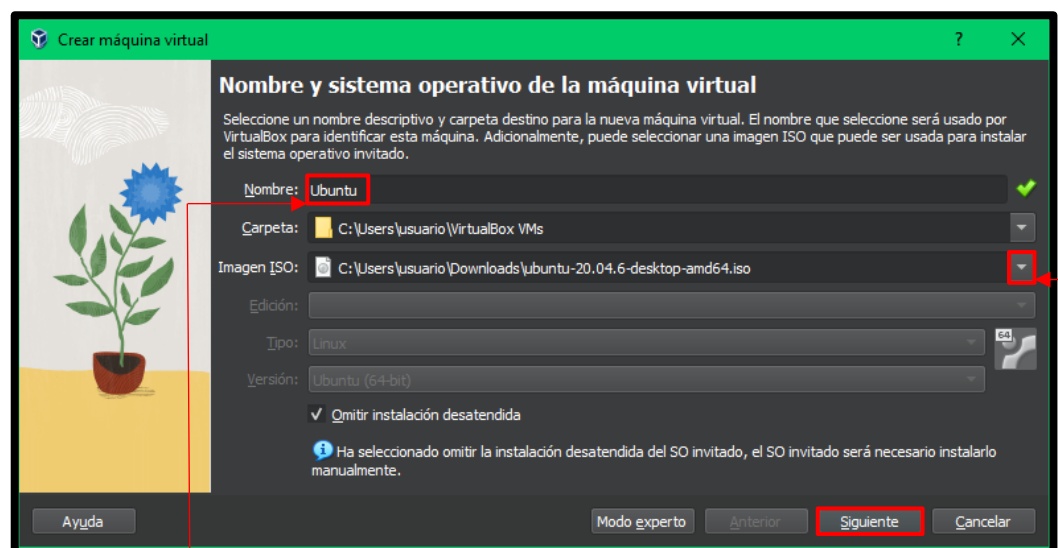 Crear máquina virtual
?
Nombre y sistema operativo de la máquina virtual
Seleccione un nombre descriptivo y carpeta destino para la nueva máquina virtual. El nombre que seleccione será usado por
VirtualBox para identificar esta máquina. Adicionalmente, puede seleccionar una imagen ISO que puede ser usada para instalar
el sistema operativo invitado.
Nombre: Ubuntu
Carpeta: C:\Users\usuario\VirtualBox VMs
Imagen ISO: C:\Users\usuario\Downloads\ubuntu-20.04.6-desktop-amd64.iso
Edición:
Tipo: Linux
64
Versión: Ubuntu (64-bit)
Omitir instalación desatendida
Ha seleccionado omitir la instalación desatendida del SO invitado, el SO invitado será necesario instalarlo
manualmente.
Ayuda Modo experto Anterior Siguiente Cancelar